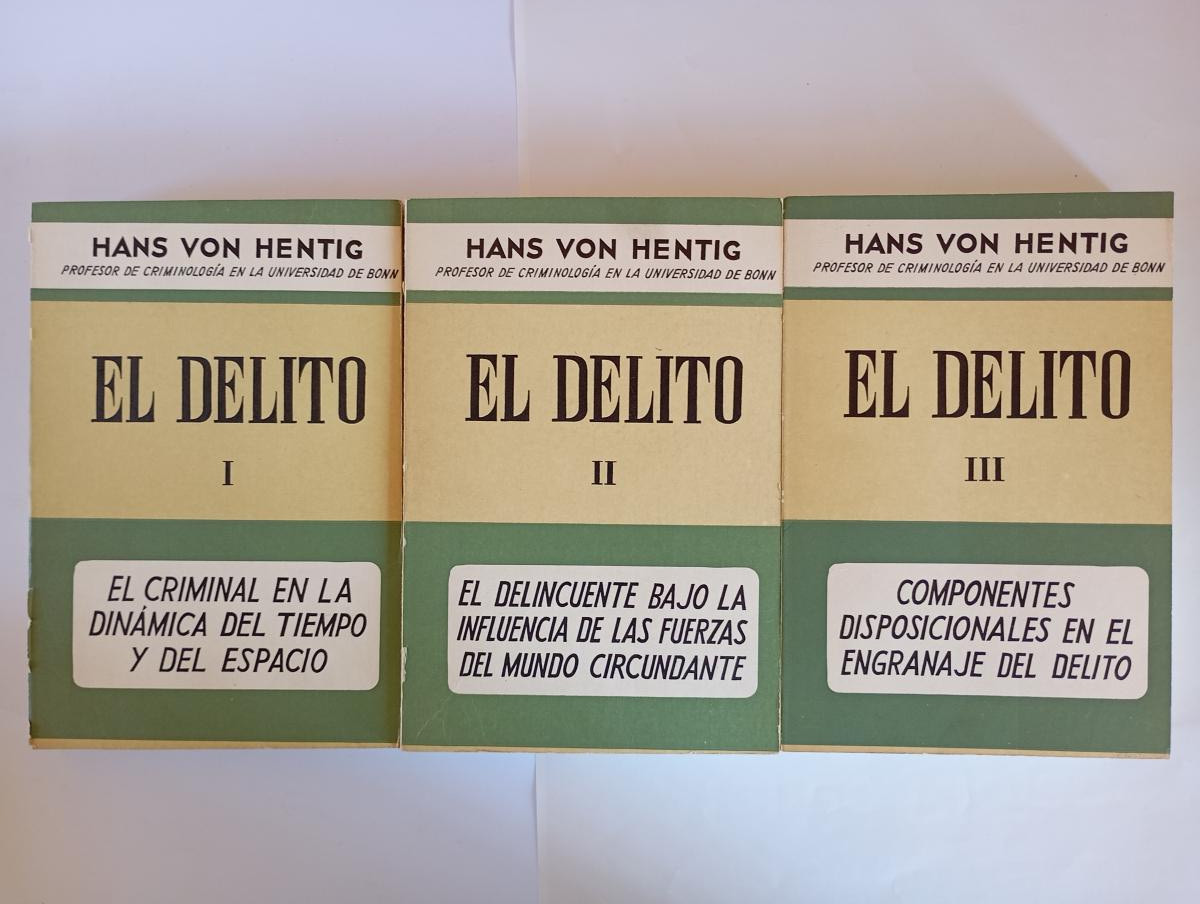 HANS VON HENTIG
PROFESOR DE CRIMINOLOGÍA EN LA UNIVERSIDAD DE BONN
EL DELITO
I
EL CRIMINAL EN LA
DINÁMICA DEL TIEMPO
Y DEL ESPACIO
HANS VON HENTIG
PROFESOR DE CRIMINOLOGÍA EN LA UNIVERSIDAD DE BONN
EL DELITO
II
EL DELINCUENTE BAJO LA
INFLUENCIA DE LAS FUERZAS
DEL MUNDO CIRCUNDANTE
HANS VON HENTIG
PROFESOR DE CRIMINOLOGÍA EN LA UNIVERSIDAD DE BONN
EL DELITO
III
COMPONENTES
DISPOSICIONALES EN EL
ENGRANAJE DEL DELITO